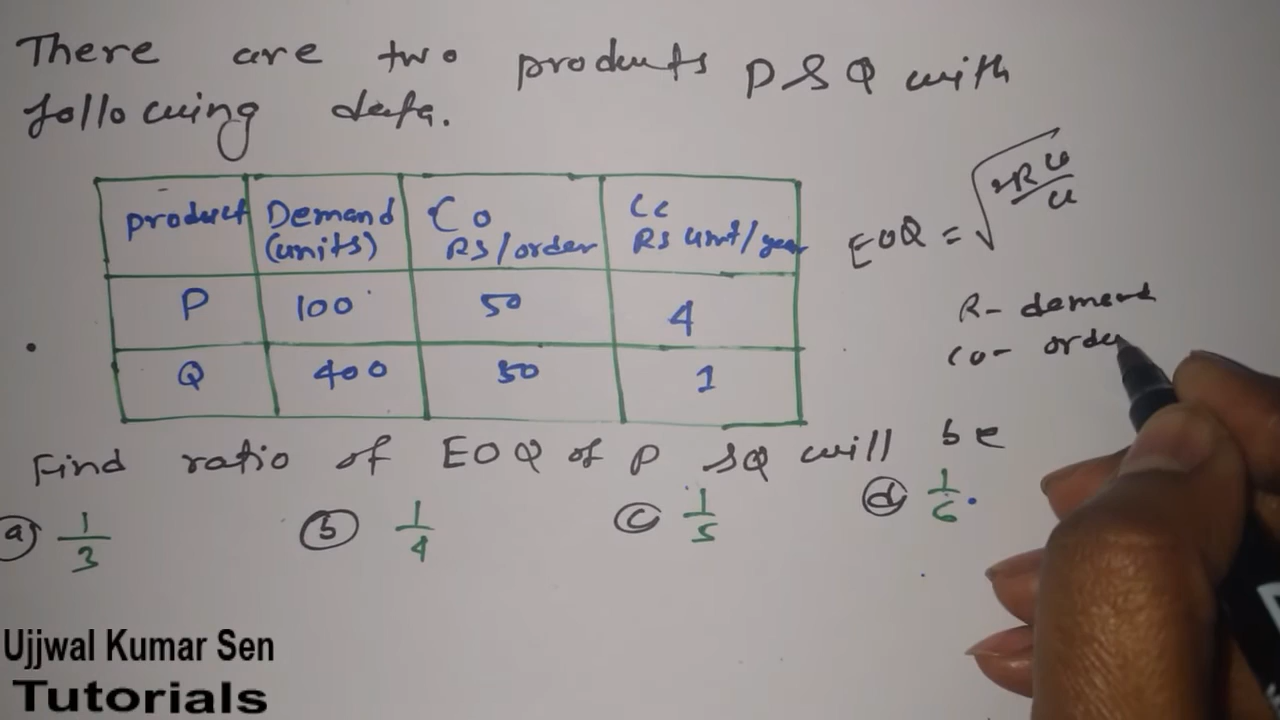 There are two products P & Q with
following data.
product Demand (units) Co RS/order Cc RS unit/year
P 100 50 4
Q 400 50 1
EOQ = √2RCo/Cc
R- demand
Co- orde
Find ratio of EOQ of P & Q will be
(a) 1/3 (b) 1/4 (c) 1/5 (d) 1/6.
Ujjwal Kumar Sen
Tutorials